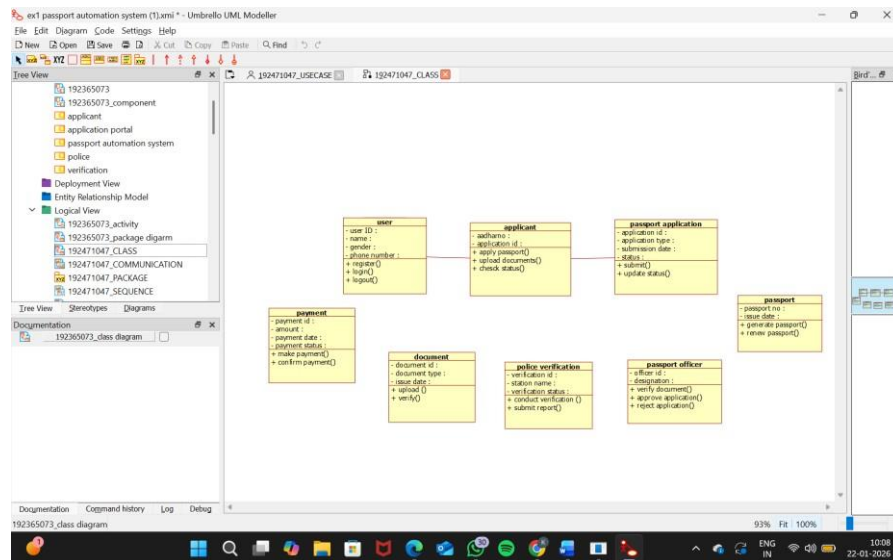 ex1 passport automation system (1).xmi * - Umbrello UML Modeller
File Edit Diagram Code Settings Help
New Open Save Cut Copy Paste Find
XYZ
Tree View
192471047_USECASE 192471047_CLASS
Bird'...
192365073
192365073_component
applicant
application portal
passport automation system
police
verification
Deployment View
Entity Relationship Model
Logical View
192365073_activity
192365073_package digarm
192471047_CLASS
192471047_COMMUNICATION
192471047_PACKAGE
192471047_SEQUENCE
Tree View Stereotypes Diagrams
Documentation
192365073_class diagram
user
- user ID :
- name :
- gender :
- phone number :
+ register()
+ login()
+ logout()
applicant
- aadharno :
- application id :
+ apply passport()
+ upload documents()
+ chesck status()
passport application
- application id :
- application type :
- submission date :
- status :
+ submit()
+ update status()
passport
- passport no :
- issue date :
+ generate passport()
+ renew passport()
payment
- payment id :
- amount :
- payment date :
- payment status :
+ make payment()
+ confirm payment()
document
- document id :
- document type :
- issue date :
+ upload ()
+ verify()
police verification
- verification id :
- station name :
- verification status :
+ conduct verification ()
+ submit report()
passport officer
- officer id :
- designation :
+ verify document()
+ approve application()
+ reject application()
Documentation Command history Log Debug
192365073_class diagram
93% Fit 100%
1
30
ENG
IN
10:08
22-01-2026